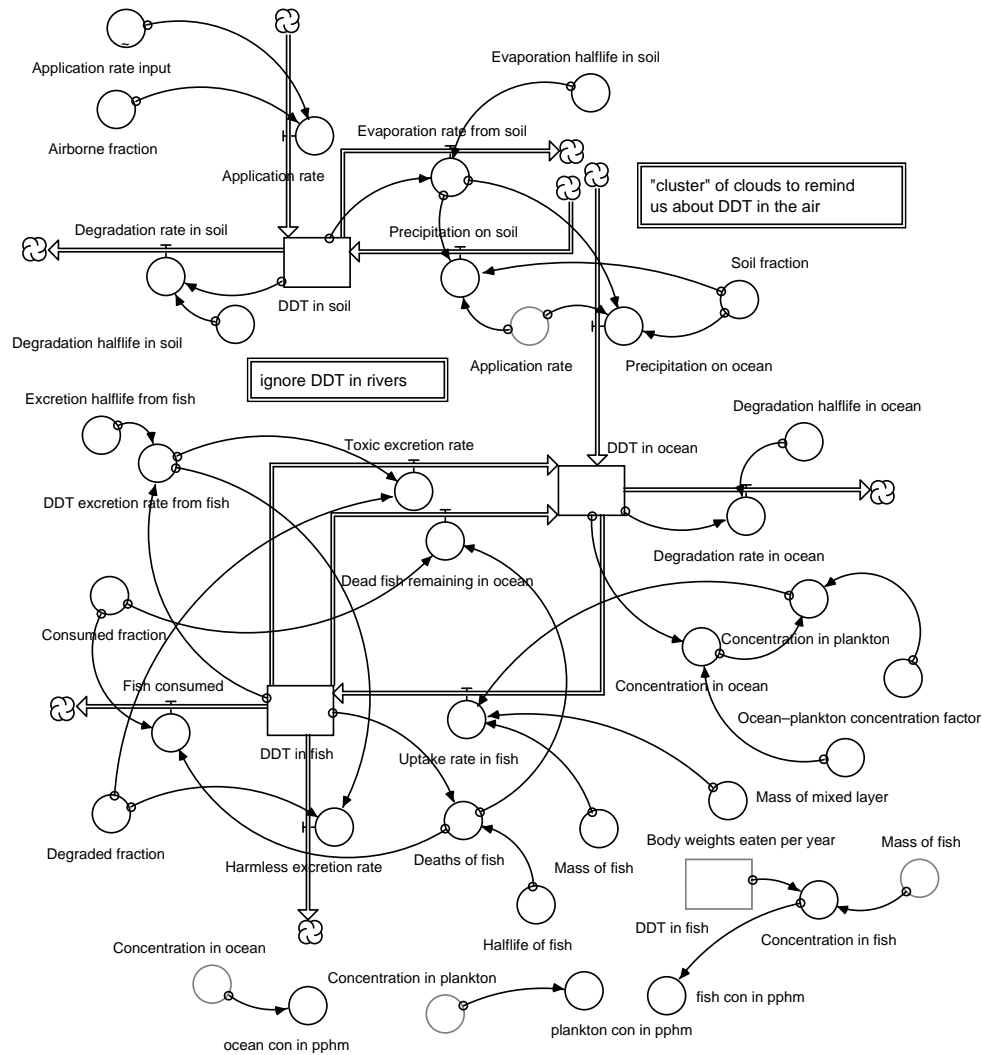 Application rate input
Evaporation halflife in soil
Airborne fraction
Evaporation rate from soil
Application rate
"cluster" of clouds to remind
us about DDT in the air
Degradation rate in soil
Precipitation on soil
Soil fraction
DDT in soil
Degradation halflife in soil
Application rate
Precipitation on ocean
ignore DDT in rivers
Excretion halflife from fish
Degradation halflife in ocean
Toxic excretion rate
DDT in ocean
DDT excretion rate from fish
Degradation rate in ocean
Dead fish remaining in ocean
Consumed fraction
Concentration in plankton
Fish consumed
Concentration in ocean
Ocean–plankton concentration factor
DDT in fish
Uptake rate in fish
Mass of mixed layer
Degraded fraction
Harmless excretion rate
Deaths of fish
Mass of fish
Body weights eaten per year
Mass of fish
DDT in fish
Concentration in fish
Halflife of fish
Concentration in ocean
Concentration in plankton
fish con in pphm
plankton con in pphm
ocean con in pphm
~